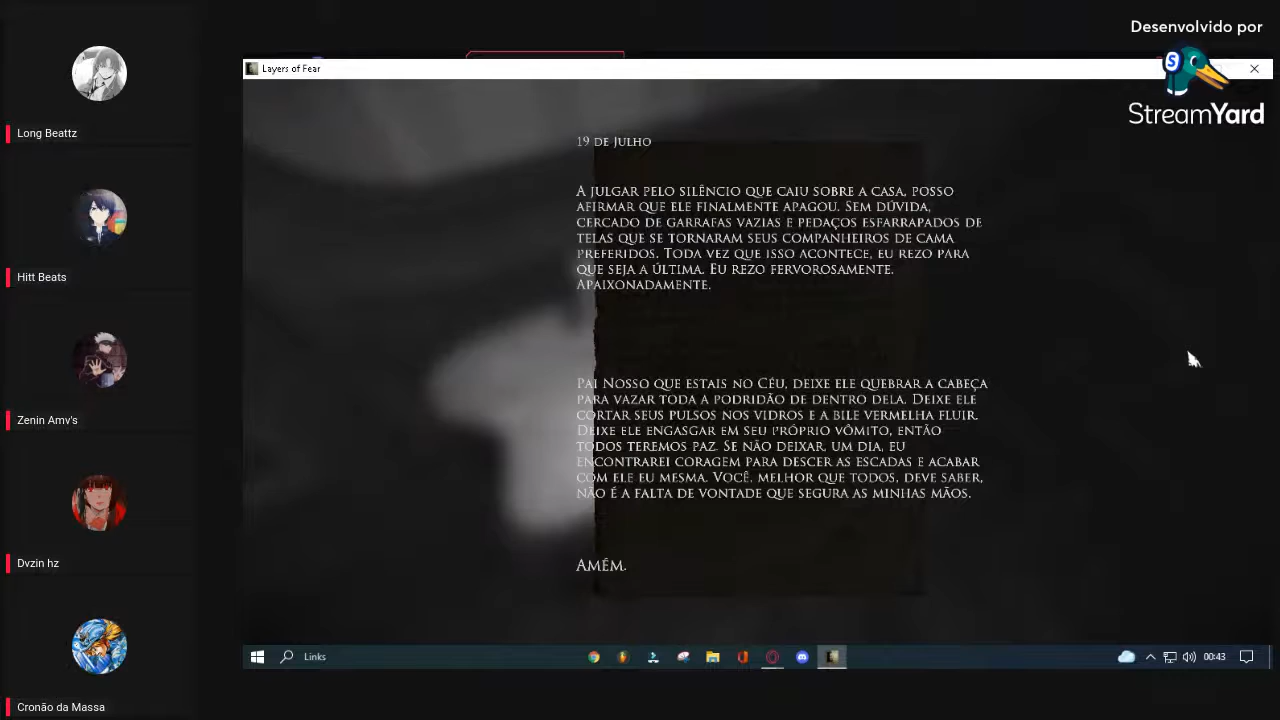 Desenvolvido por
StreamYard
Layers of Fear
Long Beattz
Hitt Beats
Zenin Amv's
Dvzin hz
Cronão da Massa
19 de Julho
A julgar pelo silêncio que caiu sobre a casa, posso
afirmar que ele finalmente apagou. Sem dúvida,
cercado de garrafas vazias e pedaços esfarrapados de
telas que se tornaram seus companheiros de cama
preferidos. Toda vez que isso acontece, eu rezo para
que seja a última. Eu rezo fervorosamente.
Apaixonadamente.
Pai Nosso que estais no Céu, deixe ele quebrar a cabeça
para vazar toda a podridão de dentro dela. Deixe ele
cortar seus pulsos nos vidros e a bile vermelha fluir.
Deixe ele engasgar em seu próprio vômito, então
todos teremos paz. Se não deixar, um dia, eu
encontrarei coragem para descer as escadas e acabar
com ele eu mesma. Você, melhor que todos, deve saber,
não é a falta de vontade que segura as minhas mãos.
Amém.
Links
00:43